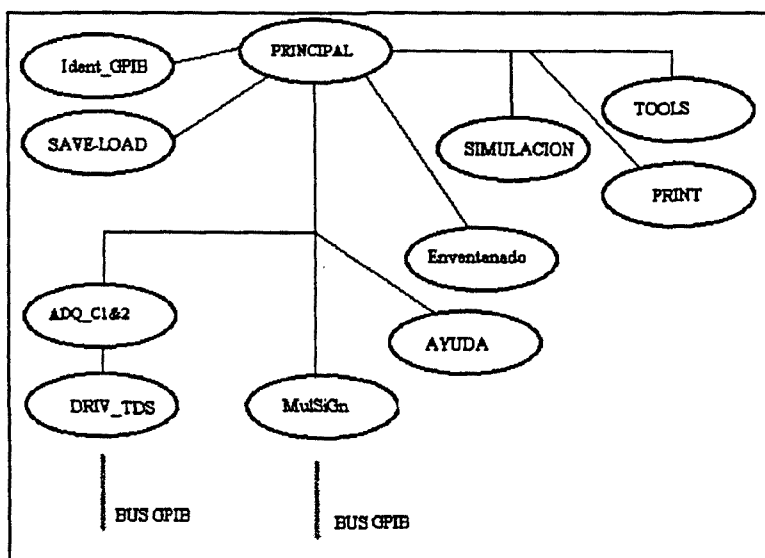 PRINCIPAL
Ident_GPIB
TOOLS
SAVE-LOAD
SIMULACION
PRINT
Enventanado
ADQ_C1&2
AYUDA
DRIV_TDS
MulSiGn
BUS GPIB
BUS GPIB